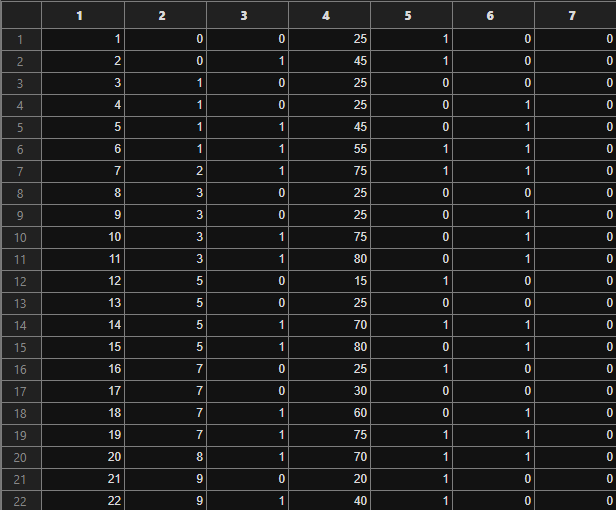 1 2 3 4 5 6 7
1 1 0 0 25 1 0 0
2 2 0 1 45 1 0 0
3 3 1 0 25 0 0 0
4 4 1 0 25 0 1 0
5 5 1 1 45 0 1 0
6 6 1 1 55 1 1 0
7 7 2 1 75 1 1 0
8 8 3 0 25 0 0 0
9 9 3 0 25 0 1 0
10 10 3 1 75 0 1 0
11 11 3 1 80 0 1 0
12 12 5 0 15 1 0 0
13 13 5 0 25 0 0 0
14 14 5 1 70 1 1 0
15 15 5 1 80 0 1 0
16 16 7 0 25 1 0 0
17 17 7 0 30 0 0 0
18 18 7 1 60 0 1 0
19 19 7 1 75 1 1 0
20 20 8 1 70 1 1 0
21 21 9 0 20 1 0 0
22 22 9 1 40 1 0 0